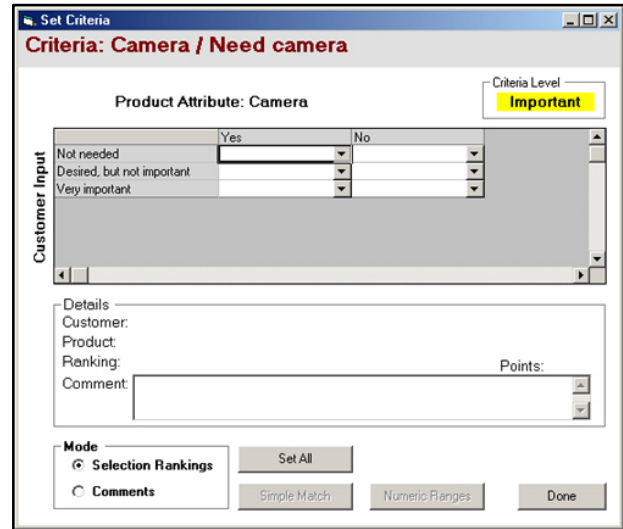 Set Criteria
Criteria: Camera / Need camera
Criteria Level
Product Attribute: Camera
Important
Customer Input
Yes No
Not needed
Desired, but not important
Very important
Details
Customer:
Product:
Ranking:
Points:
Comment:
Mode
Selection Rankings
Comments
Set All
Simple Match
Numeric Ranges
Done